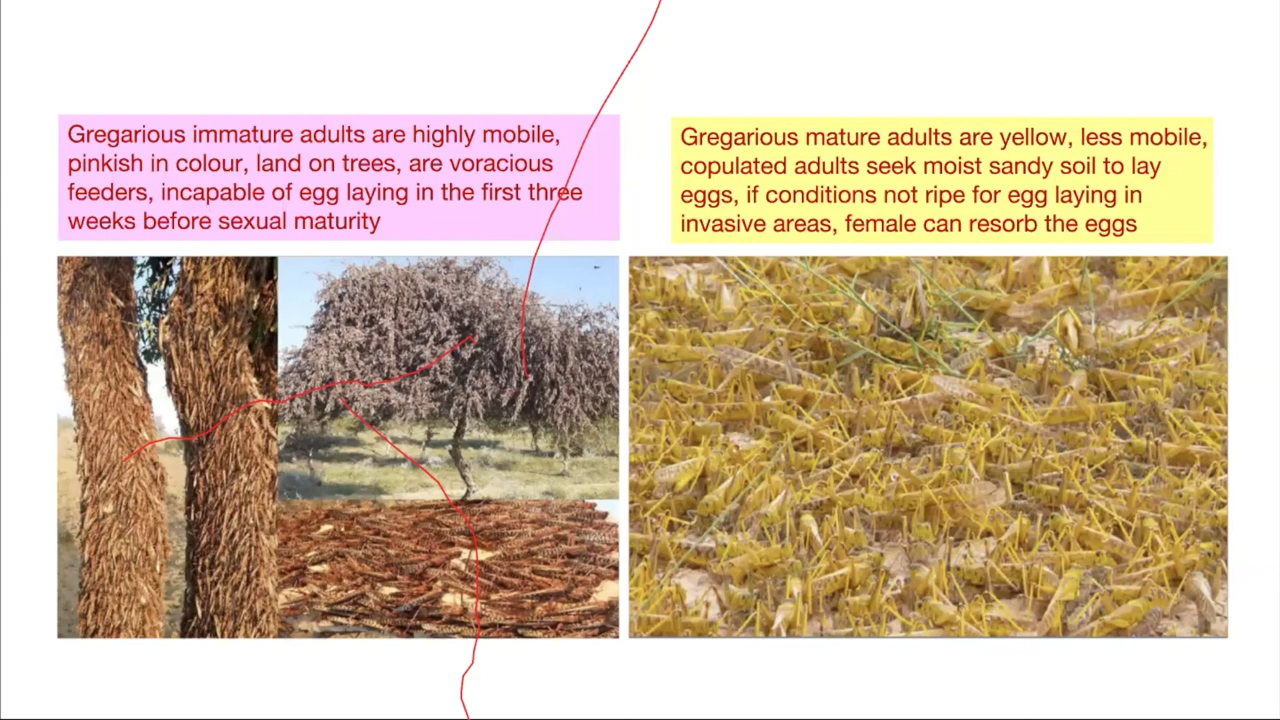 Gregarious immature adults are highly mobile,
pinkish in colour, land on trees, are voracious
feeders, incapable of egg laying in the first three
weeks before sexual maturity
Gregarious mature adults are yellow, less mobile,
copulated adults seek moist sandy soil to lay
eggs, if conditions not ripe for egg laying in
invasive areas, female can resorb the eggs